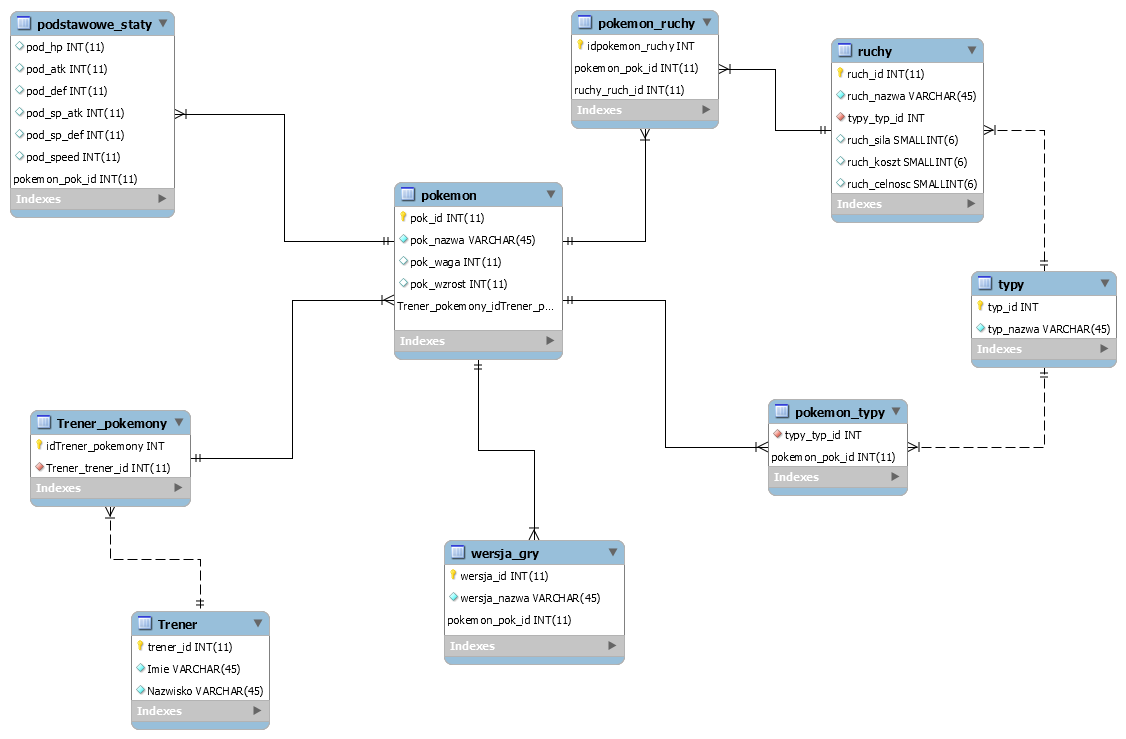 podstawowe_staty
pod_hp INT(11)
pod_atk INT(11)
pod_def INT(11)
pod_sp_atk INT(11)
pod_sp_def INT(11)
pod_speed INT(11)
pokemon_pok_id INT(11)
Indexes
pokemon_ruchy
idpokemon_ruchy INT
pokemon_pok_id INT(11)
ruchy_ruch_id INT(11)
Indexes
ruchy
ruch_id INT(11)
ruch_nazwa VARCHAR(45)
typy_typ_id INT
ruch_sila SMALLINT(6)
ruch_koszt SMALLINT(6)
ruch_celnosc SMALLINT(6)
Indexes
pokemon
pok_id INT(11)
pok_nazwa VARCHAR(45)
pok_waga INT(11)
pok_wzrost INT(11)
Trener_pokemony_idTrener_p...
Indexes
typy
typ_id INT
typ_nazwa VARCHAR(45)
Indexes
Trener_pokemony
idTrener_pokemony INT
Trener_trener_id INT(11)
Indexes
pokemon_typy
typy_typ_id INT
pokemon_pok_id INT(11)
Indexes
wersja_gry
wersja_id INT(11)
wersja_nazwa VARCHAR(45)
pokemon_pok_id INT(11)
Indexes
Trener
trener_id INT(11)
Imie VARCHAR(45)
Nazwisko VARCHAR(45)
Indexes